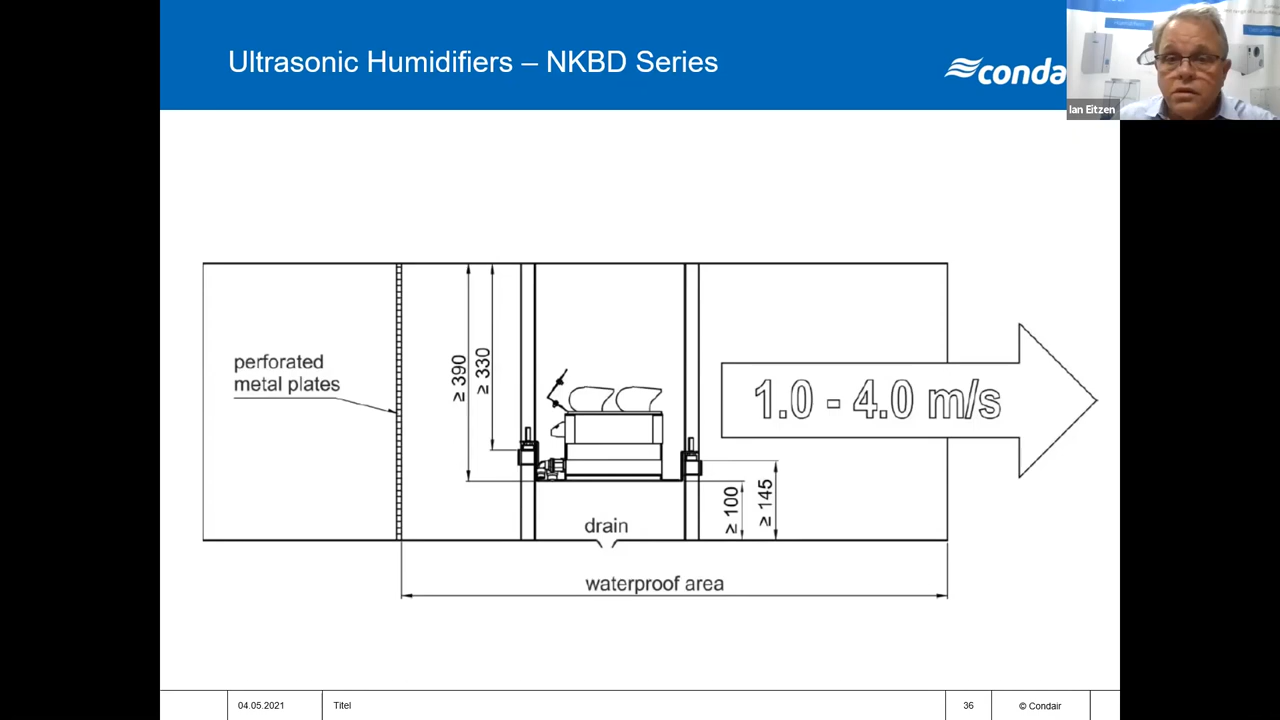 Ultrasonic Humidifiers – NKBD Series
conda
Ian Eitzen
perforated
metal plates
≥ 390
≥ 330
1.0 - 4.0 m/s
≥ 100
≥ 145
drain
waterproof area
04.05.2021
Titel
36
© Condair